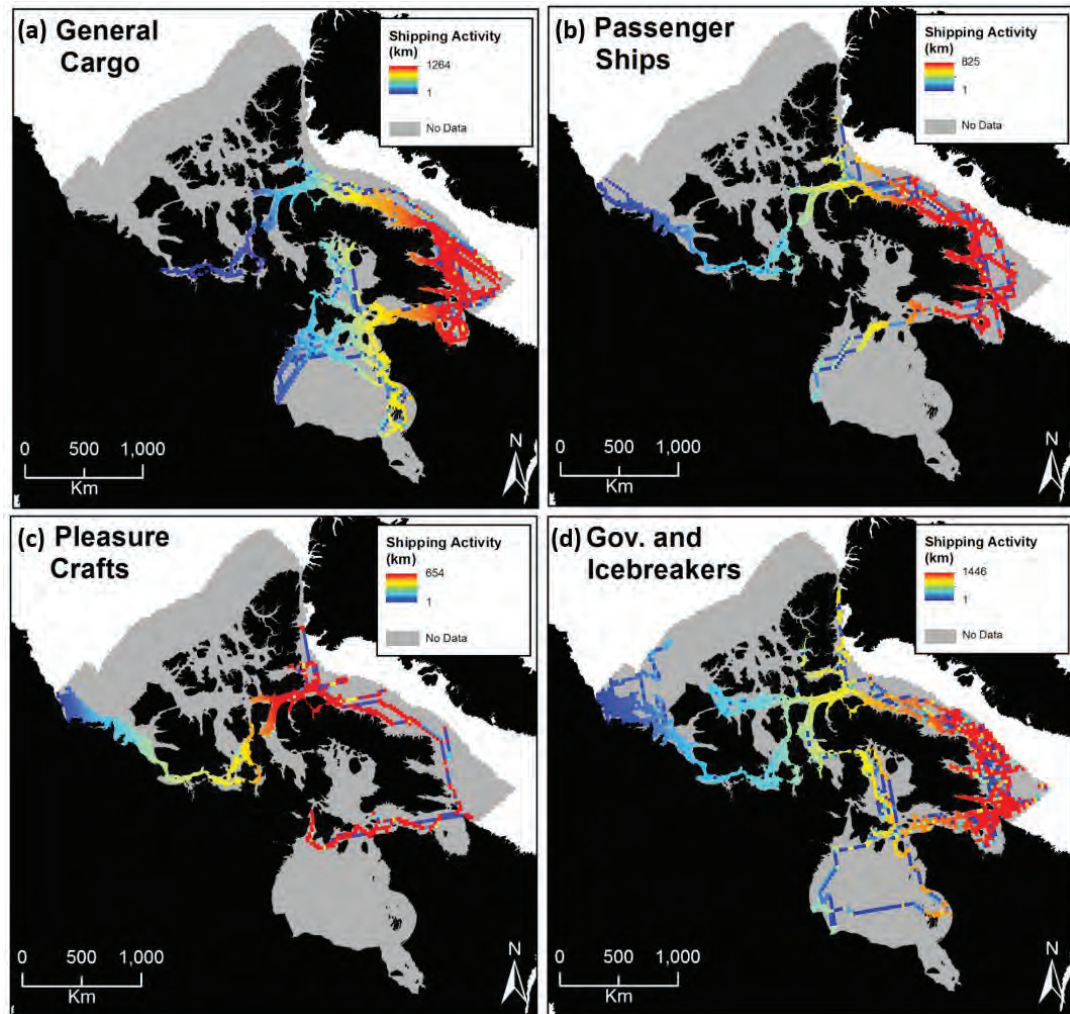 (a) General
Cargo
Shipping Activity
(km)
1264
1
No Data
0 500 1,000
Km
N
(b) Passenger
Ships
Shipping Activity
(km)
825
1
No Data
0 500 1,000
Km
N
(c) Pleasure
Crafts
Shipping Activity
(km)
654
1
No Data
0 500 1,000
Km
N
(d) Gov. and
Icebreakers
Shipping Activity
(km)
1446
1
No Data
0 500 1,000
Km
N